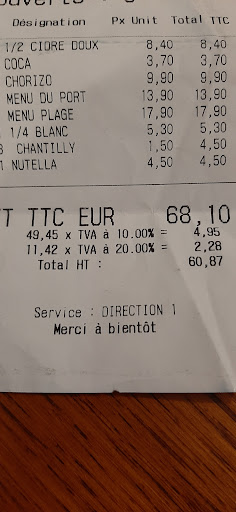 Désignation Px Unit Total TTC
1/2 CIDRE DOUX 8,40 8,40
COCA 3,70 3,70
CHORIZO 9,90 9,90
MENU DU PORT 13,90 13,90
MENU PLAGE 17,90 17,90
1/4 BLANC 5,30 5,30
3 CHANTILLY 1,50 4,50
1 NUTELLA 4,50 4,50
TTC EUR 68,10
49,45 x TVA à 10.00% = 4,95
11,42 x TVA à 20.00% = 2,28
Total HT : 60,87
Service : DIRECTION 1
Merci à bientôt